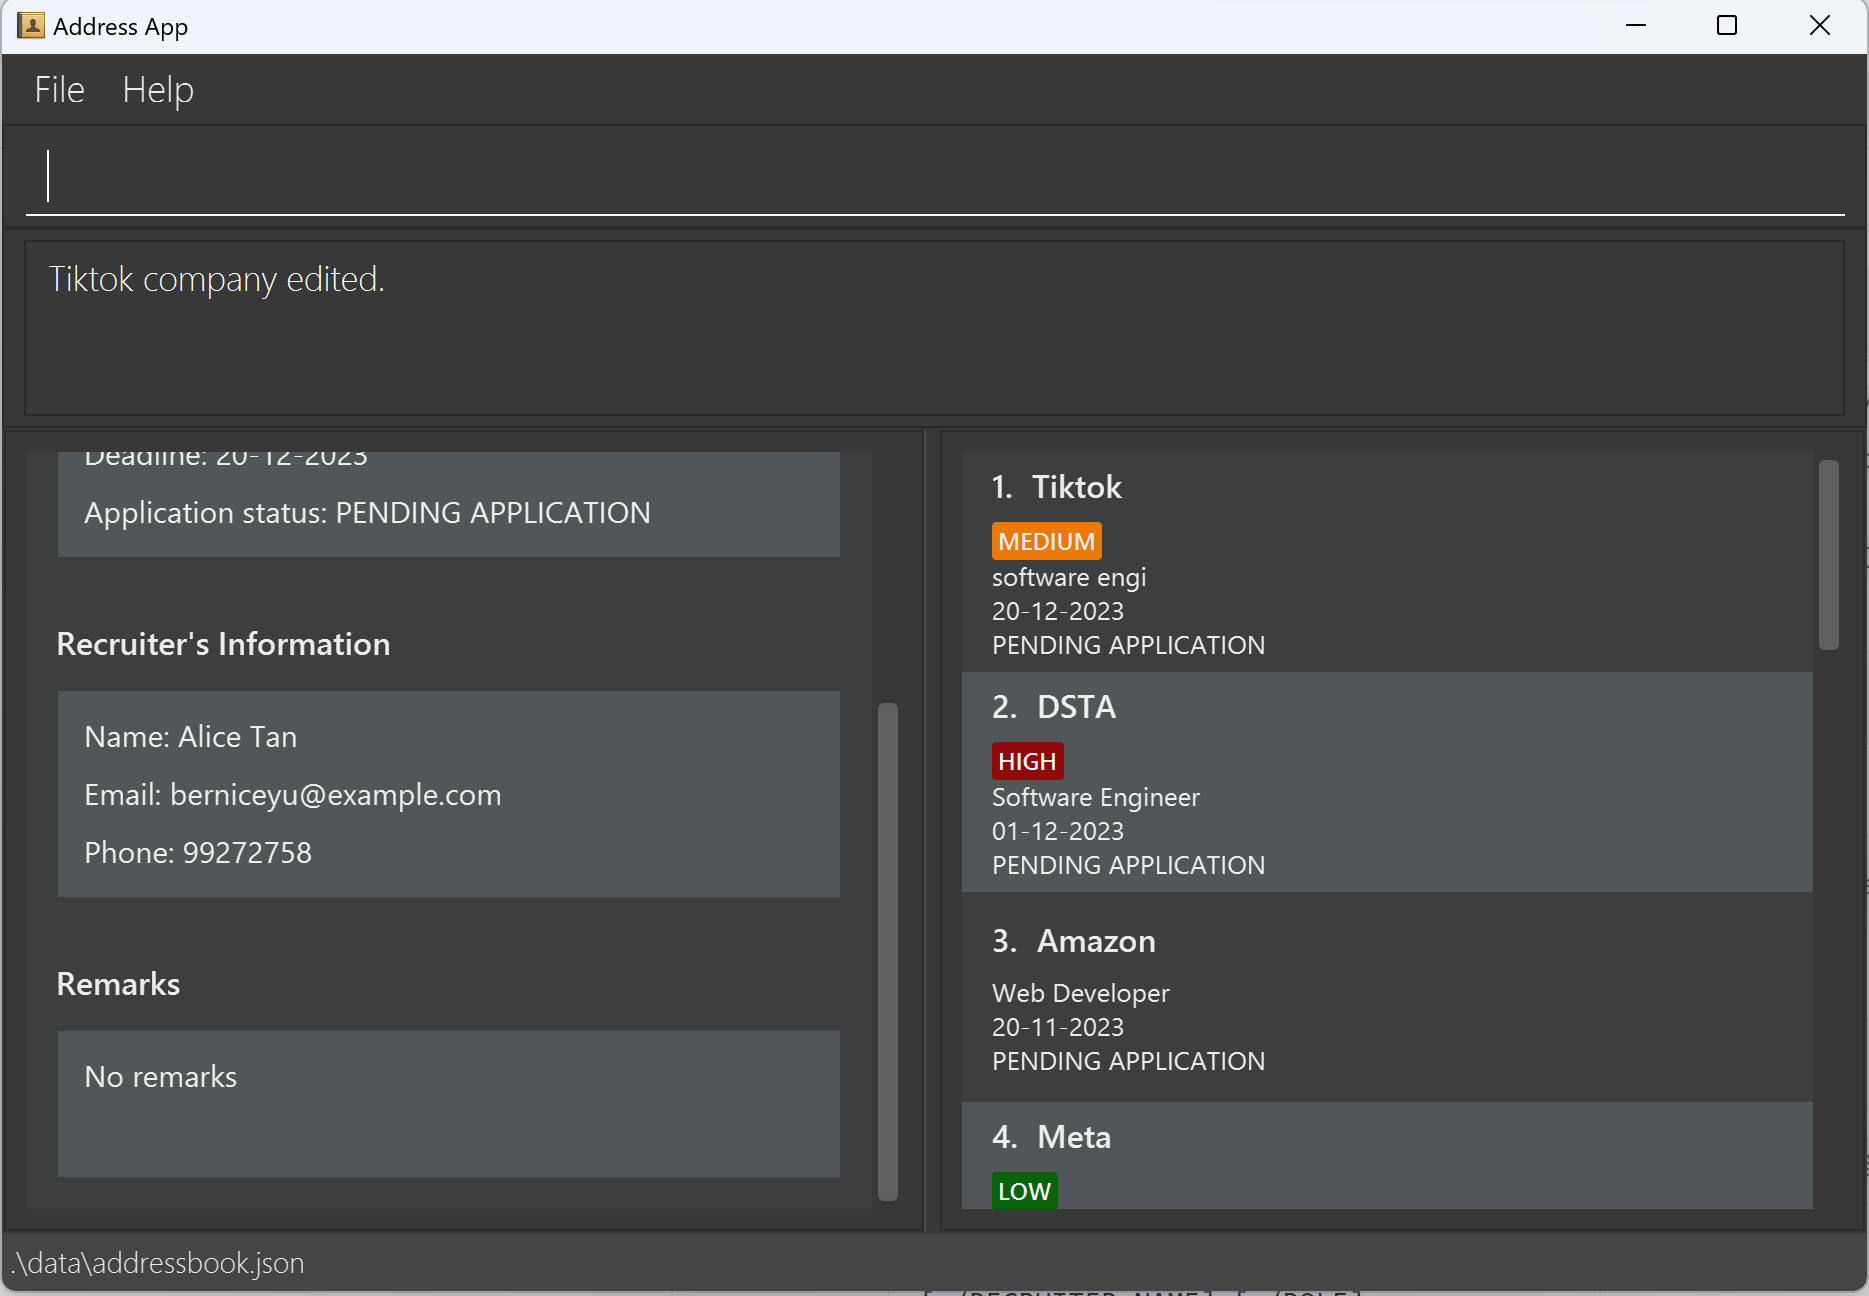 Address App
File Help
Tiktok company edited.
Deadline: 20-12-2023
Application status: PENDING APPLICATION
Recruiter's Information
Name: Alice Tan
Email: berniceyu@example.com
Phone: 99272758
Remarks
No remarks
1. Tiktok
MEDIUM
software engi
20-12-2023
PENDING APPLICATION
2. DSTA
HIGH
Software Engineer
01-12-2023
PENDING APPLICATION
3. Amazon
Web Developer
20-11-2023
PENDING APPLICATION
4. Meta
LOW
.\data\addressbook.json